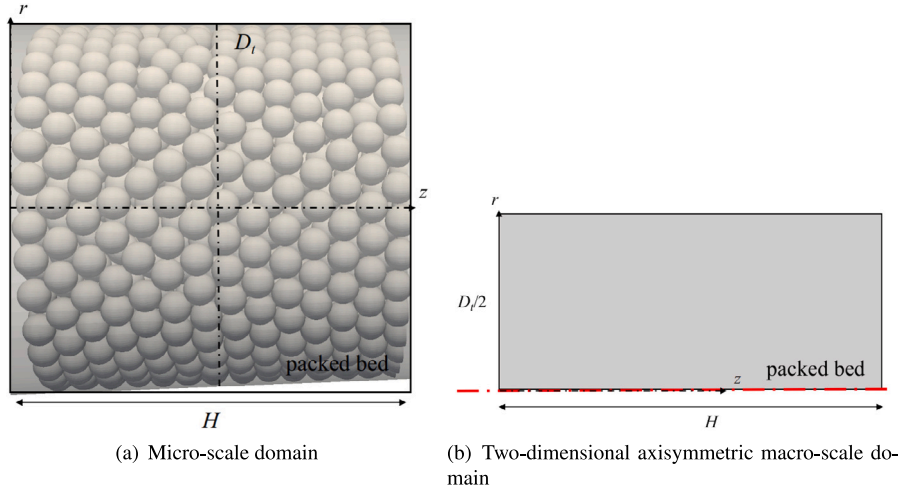 r
D_t
z
packed bed
H
(a) Micro-scale domain
r
D_t/2
z
packed bed
H
(b) Two-dimensional axisymmetric macro-scale do-
main